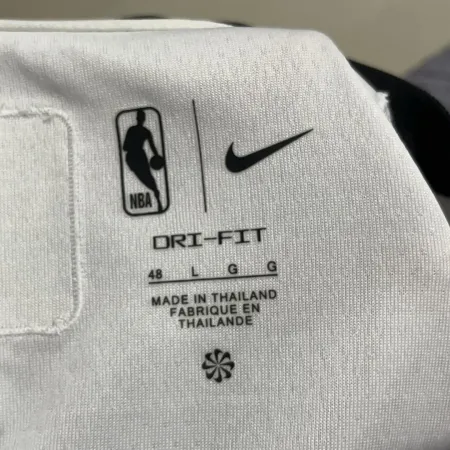 NBA
DRI-FIT
48 L G G
MADE IN THAILAND
FABRIQUE EN
THAILANDE